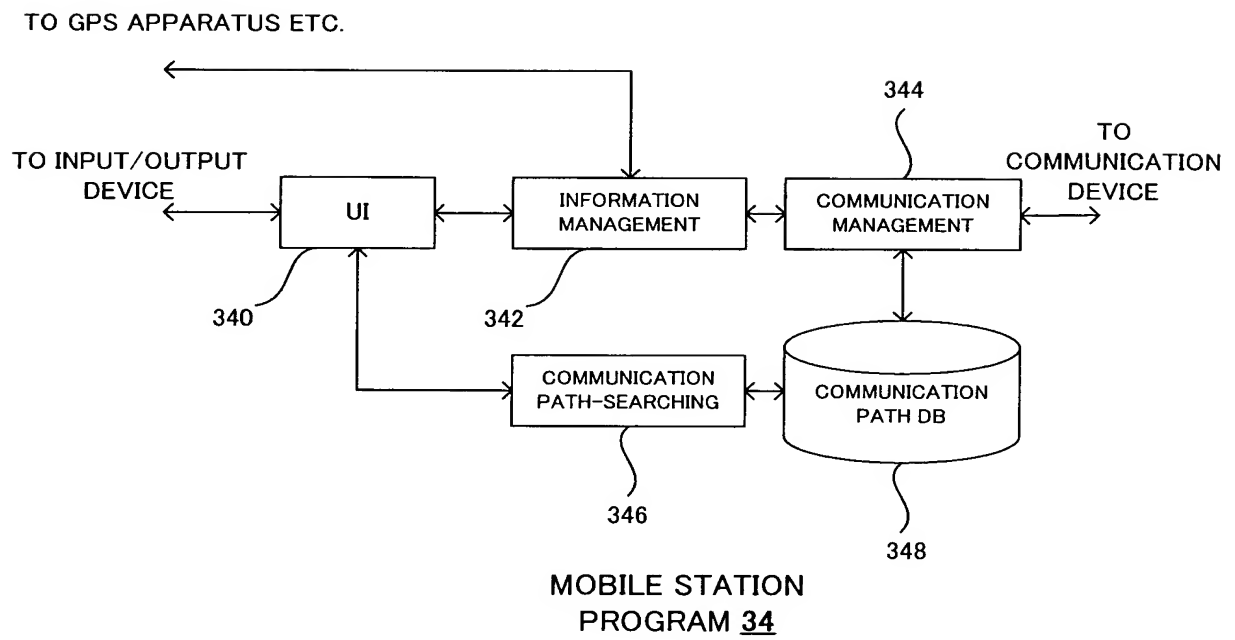 TO GPS APPARATUS ETC.
344
TO INPUT/OUTPUT
DEVICE
TO
COMMUNICATION
DEVICE
UI
INFORMATION
MANAGEMENT
COMMUNICATION
MANAGEMENT
340
342
COMMUNICATION
PATH-SEARCHING
COMMUNICATION
PATH DB
346
348
MOBILE STATION
PROGRAM 34